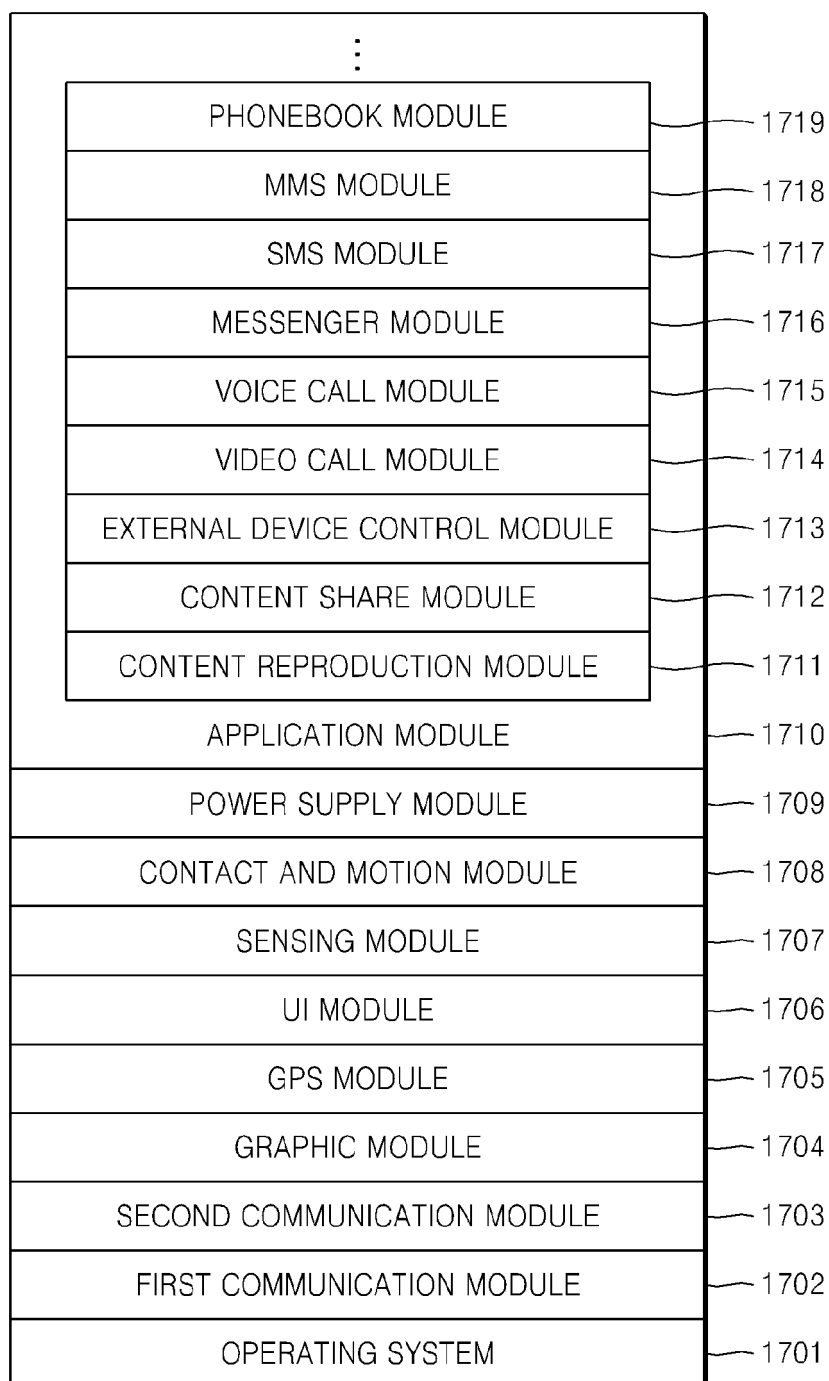 ⋮
PHONEBOOK MODULE 1719
MMS MODULE 1718
SMS MODULE 1717
MESSENGER MODULE 1716
VOICE CALL MODULE 1715
VIDEO CALL MODULE 1714
EXTERNAL DEVICE CONTROL MODULE 1713
CONTENT SHARE MODULE 1712
CONTENT REPRODUCTION MODULE 1711
APPLICATION MODULE 1710
POWER SUPPLY MODULE 1709
CONTACT AND MOTION MODULE 1708
SENSING MODULE 1707
UI MODULE 1706
GPS MODULE 1705
GRAPHIC MODULE 1704
SECOND COMMUNICATION MODULE 1703
FIRST COMMUNICATION MODULE 1702
OPERATING SYSTEM 1701